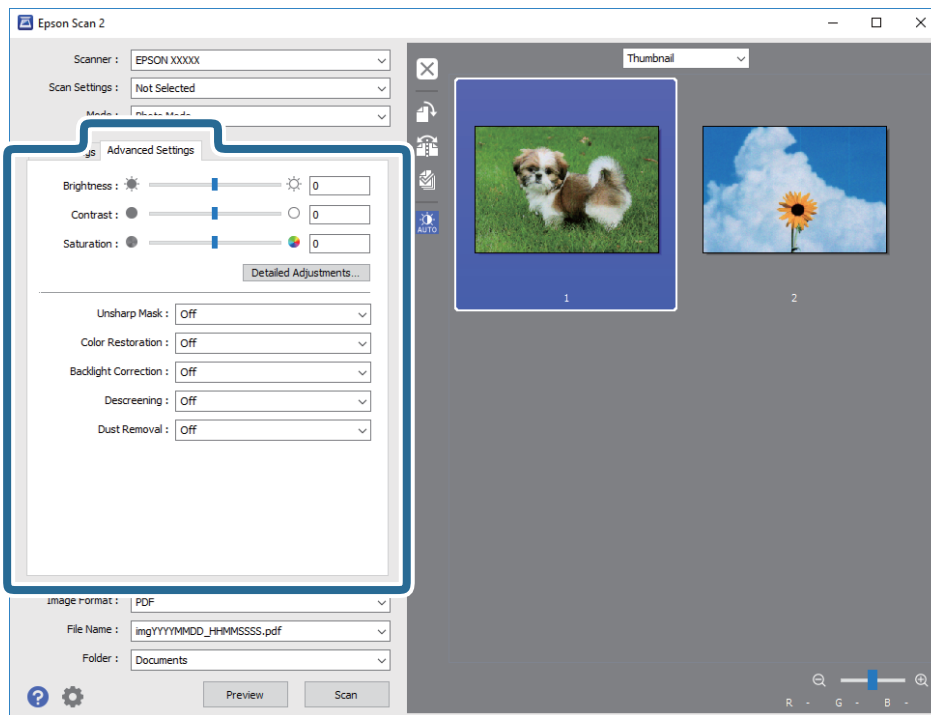 Epson Scan 2
Scanner : EPSON XXXXX
Scan Settings : Not Selected
Thumbnail
Advanced Settings
Brightness : 0
Contrast : 0
Saturation : 0
Detailed Adjustments...
Unsharp Mask : Off
Color Restoration : Off
Backlight Correction : Off
Descreening : Off
Dust Removal : Off
AUTO
1
2
Image Format : PDF
File Name : imgYYYYMMDD_HHMMSSSS.pdf
Folder : Documents
?
Preview
Scan
R - G - B -